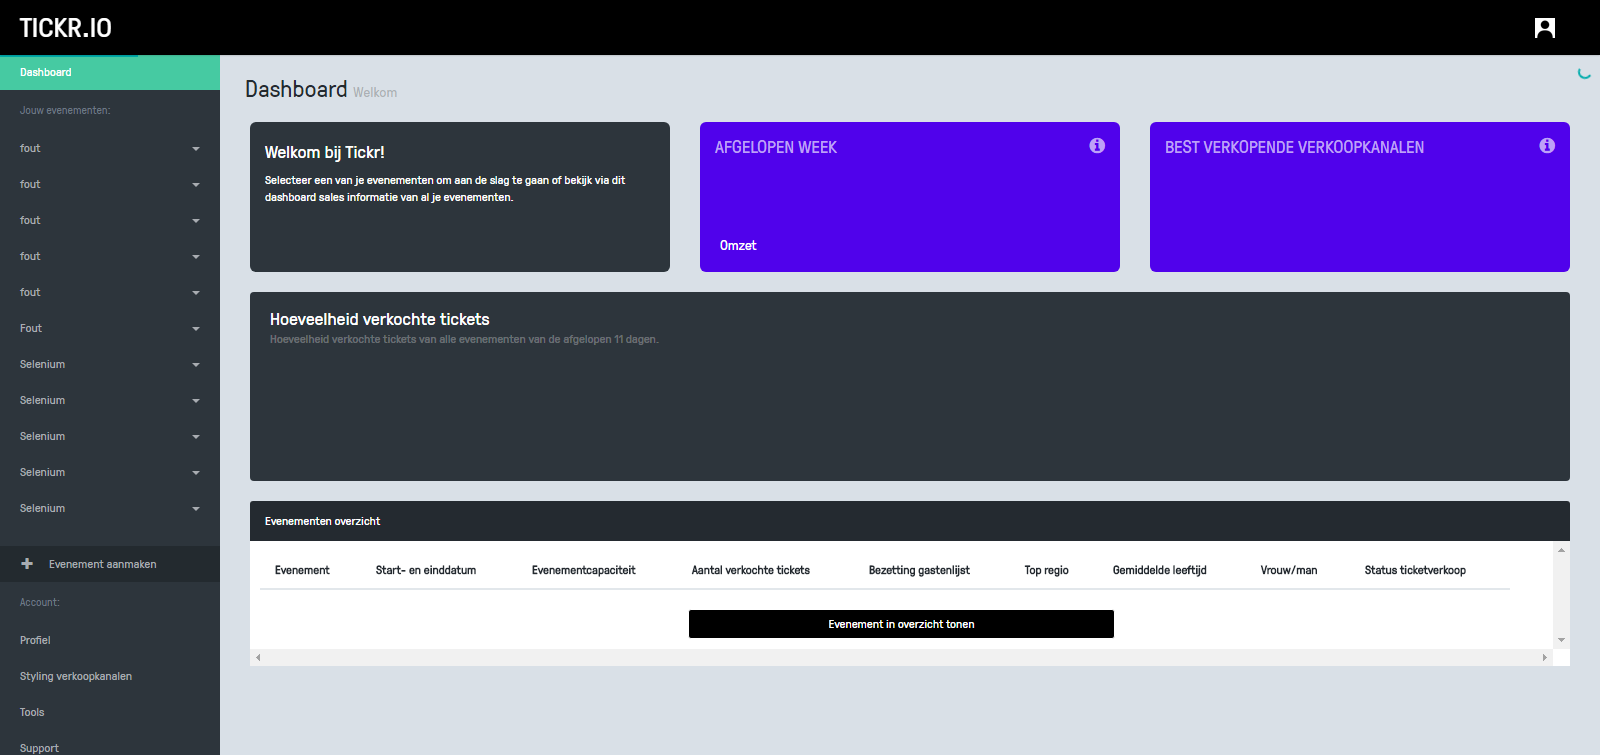 TICKR.IO
Dashboard
Jouw evenementen:
fout
fout
fout
fout
fout
Fout
Selenium
Selenium
Selenium
Selenium
Selenium
Evenement aanmaken
Account:
Profiel
Styling verkoopkanalen
Tools
Support
Dashboard Welkom
Welkom bij Tickr!
Selecteer een van je evenementen om aan de slag te gaan of bekijk via dit
dashboard sales informatie van al je evenementen.
AFGELOPEN WEEK
Omzet
BEST VERKOPENDE VERKOOPKANALEN
Hoeveelheid verkochte tickets
Hoeveelheid verkochte tickets van alle evenementen van de afgelopen 11 dagen.
Evenementen overzicht
Evenement Start- en einddatum Evenementcapaciteit Aantal verkochte tickets Bezetting gastenlijst Top regio Gemiddelde leeftijd Vrouw/man Status ticketverkoop
Evenement in overzicht tonen